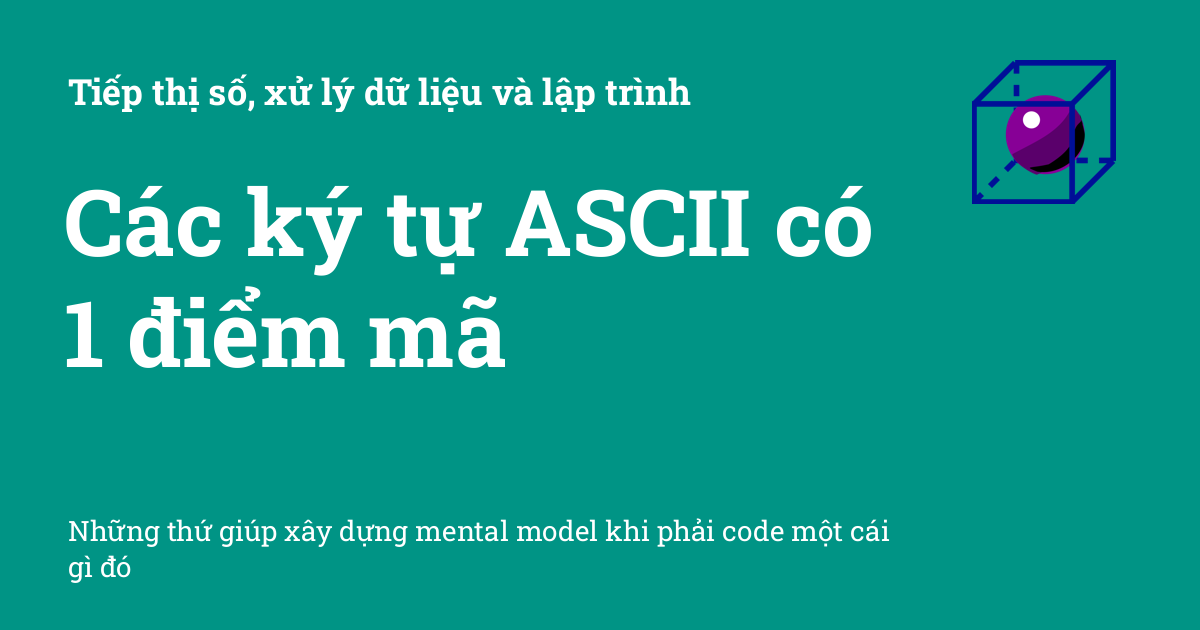 Tiếp thị số, xử lý dữ liệu và lập trình
Các ký tự ASCII có
1 điểm mã
Những thứ giúp xây dựng mental model khi phải code một cái
gì đó